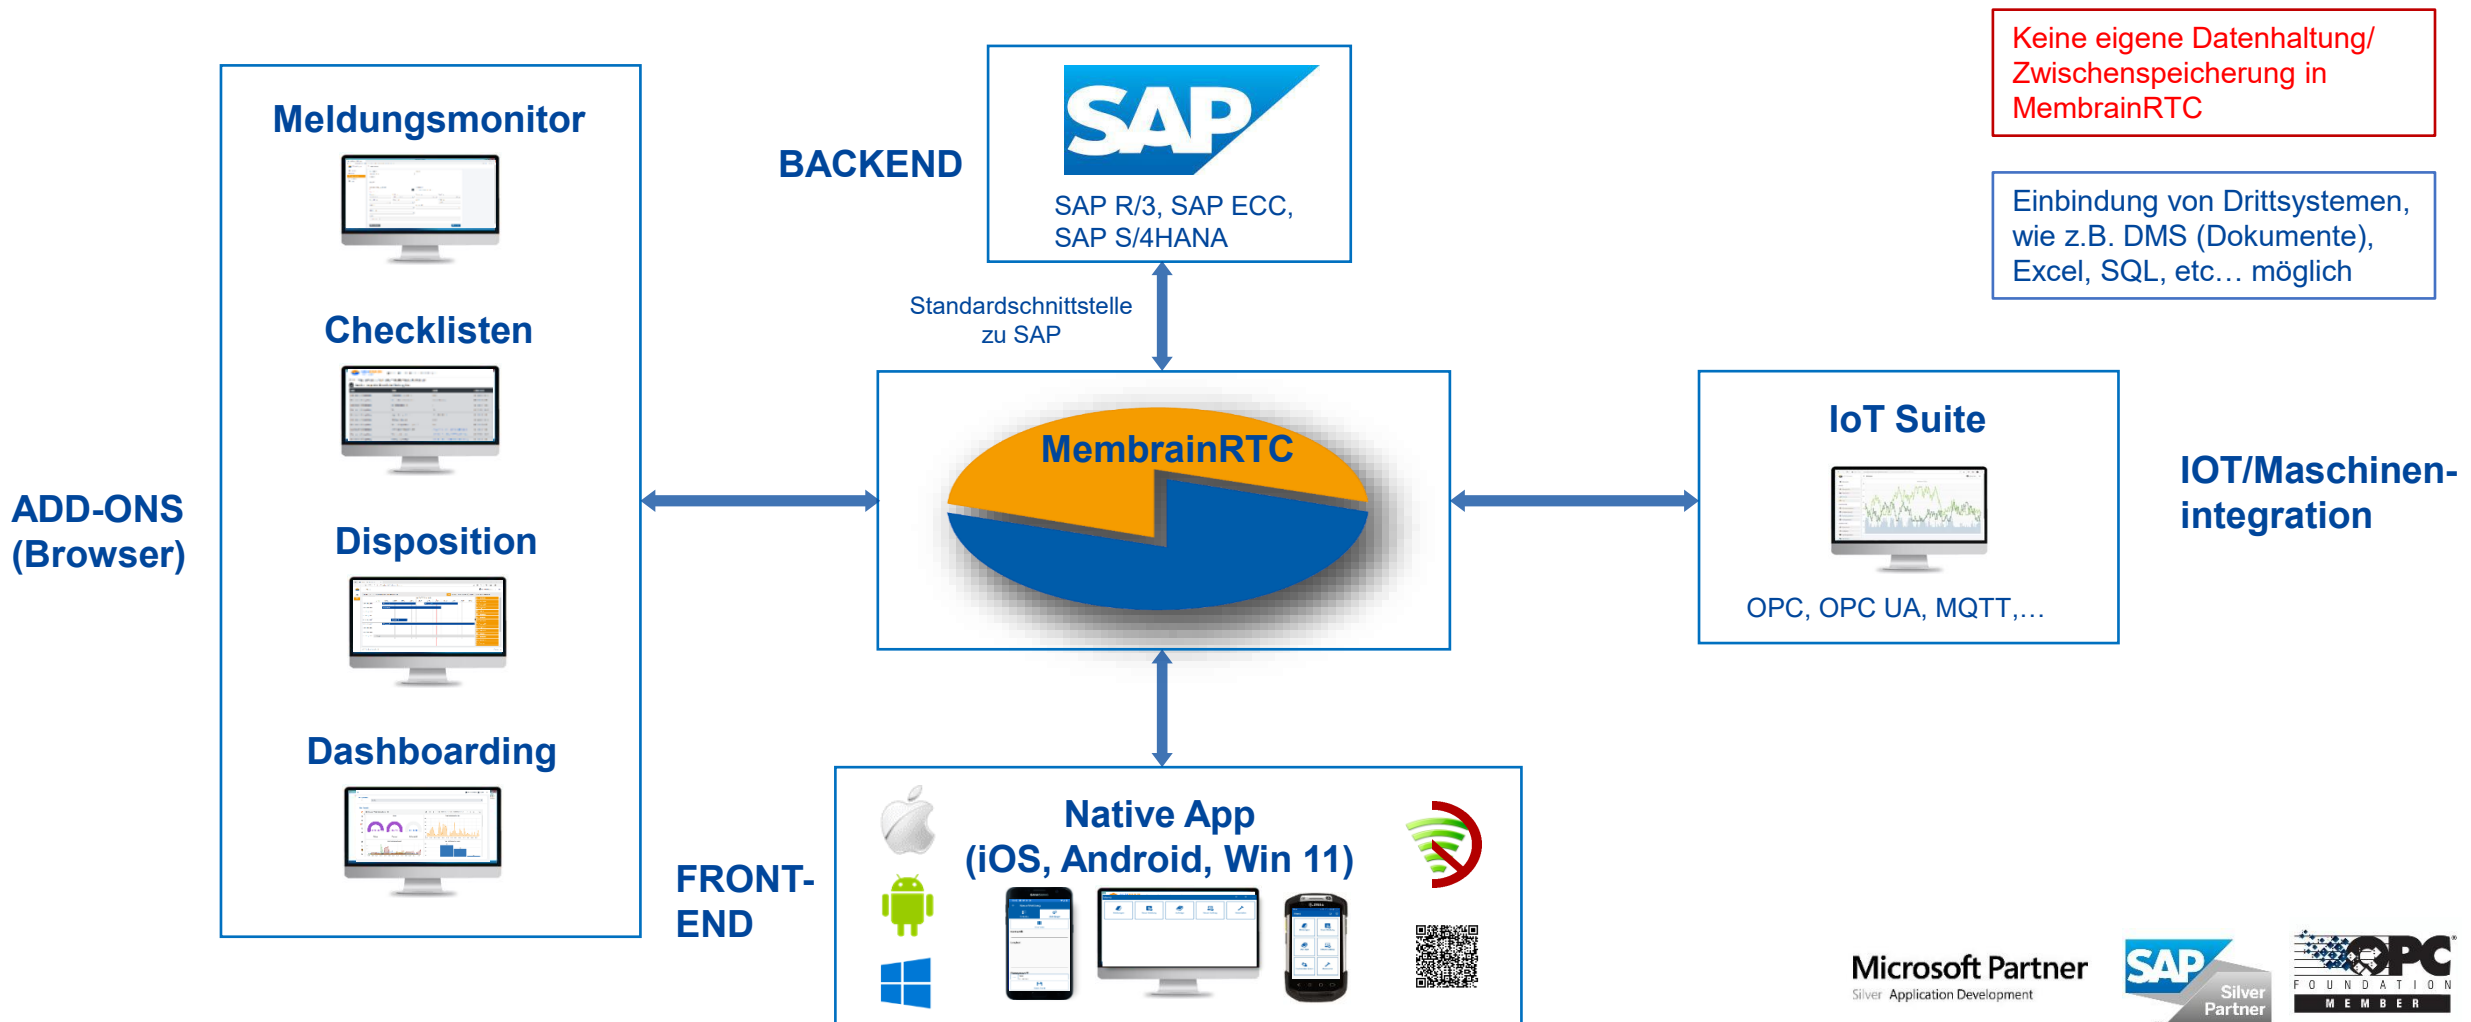 Keine eigene Datenhaltung/
Zwischenspeicherung in
MembrainRTC
Einbindung von Drittsystemen,
wie z.B. DMS (Dokumente),
Excel, SQL, etc… möglich
BACKEND
SAP
SAP R/3, SAP ECC,
SAP S/4HANA
Standardschnittstelle
zu SAP
ADD-ONS
(Browser)
Meldungsmonitor
Checklisten
Disposition
Dashboarding
MembrainRTC
IoT Suite
OPC, OPC UA, MQTT,…
IOT/Maschinen-
integration
FRONT-
END
Native App
(iOS, Android, Win 11)
Microsoft Partner
Silver Application Development
SAP
Silver
Partner
OPC
FOUNDATION
MEMBER